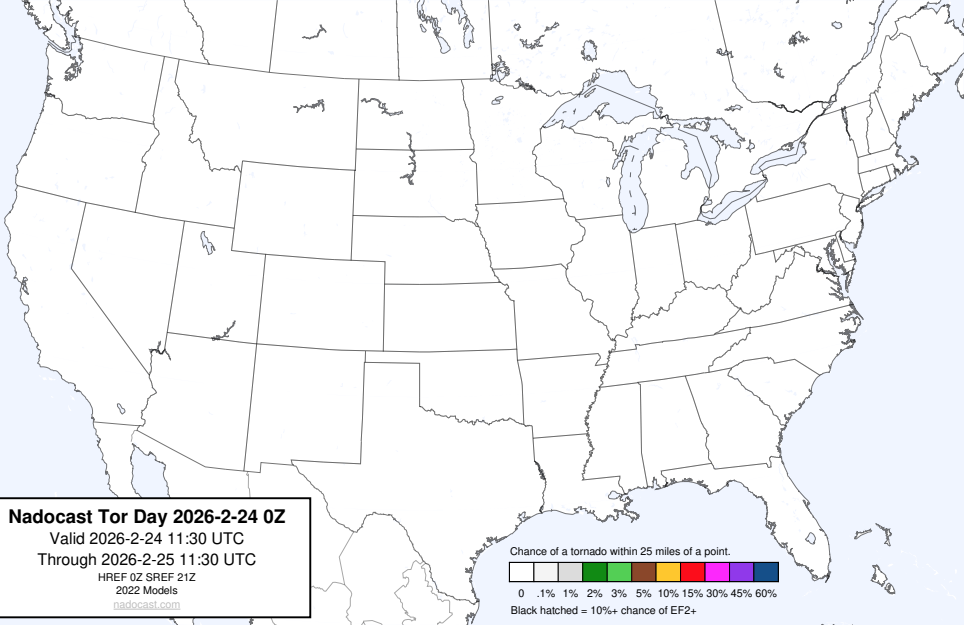 Nadocast Tor Day 2026-2-24 0Z
Valid 2026-2-24 11:30 UTC
Through 2026-2-25 11:30 UTC
HREF 0Z SREF 21Z
2022 Models
nadocast.com
Chance of a tornado within 25 miles of a point.
0 .1% 1% 2% 3% 5% 10% 15% 30% 45% 60%
Black hatched = 10%+ chance of EF2+